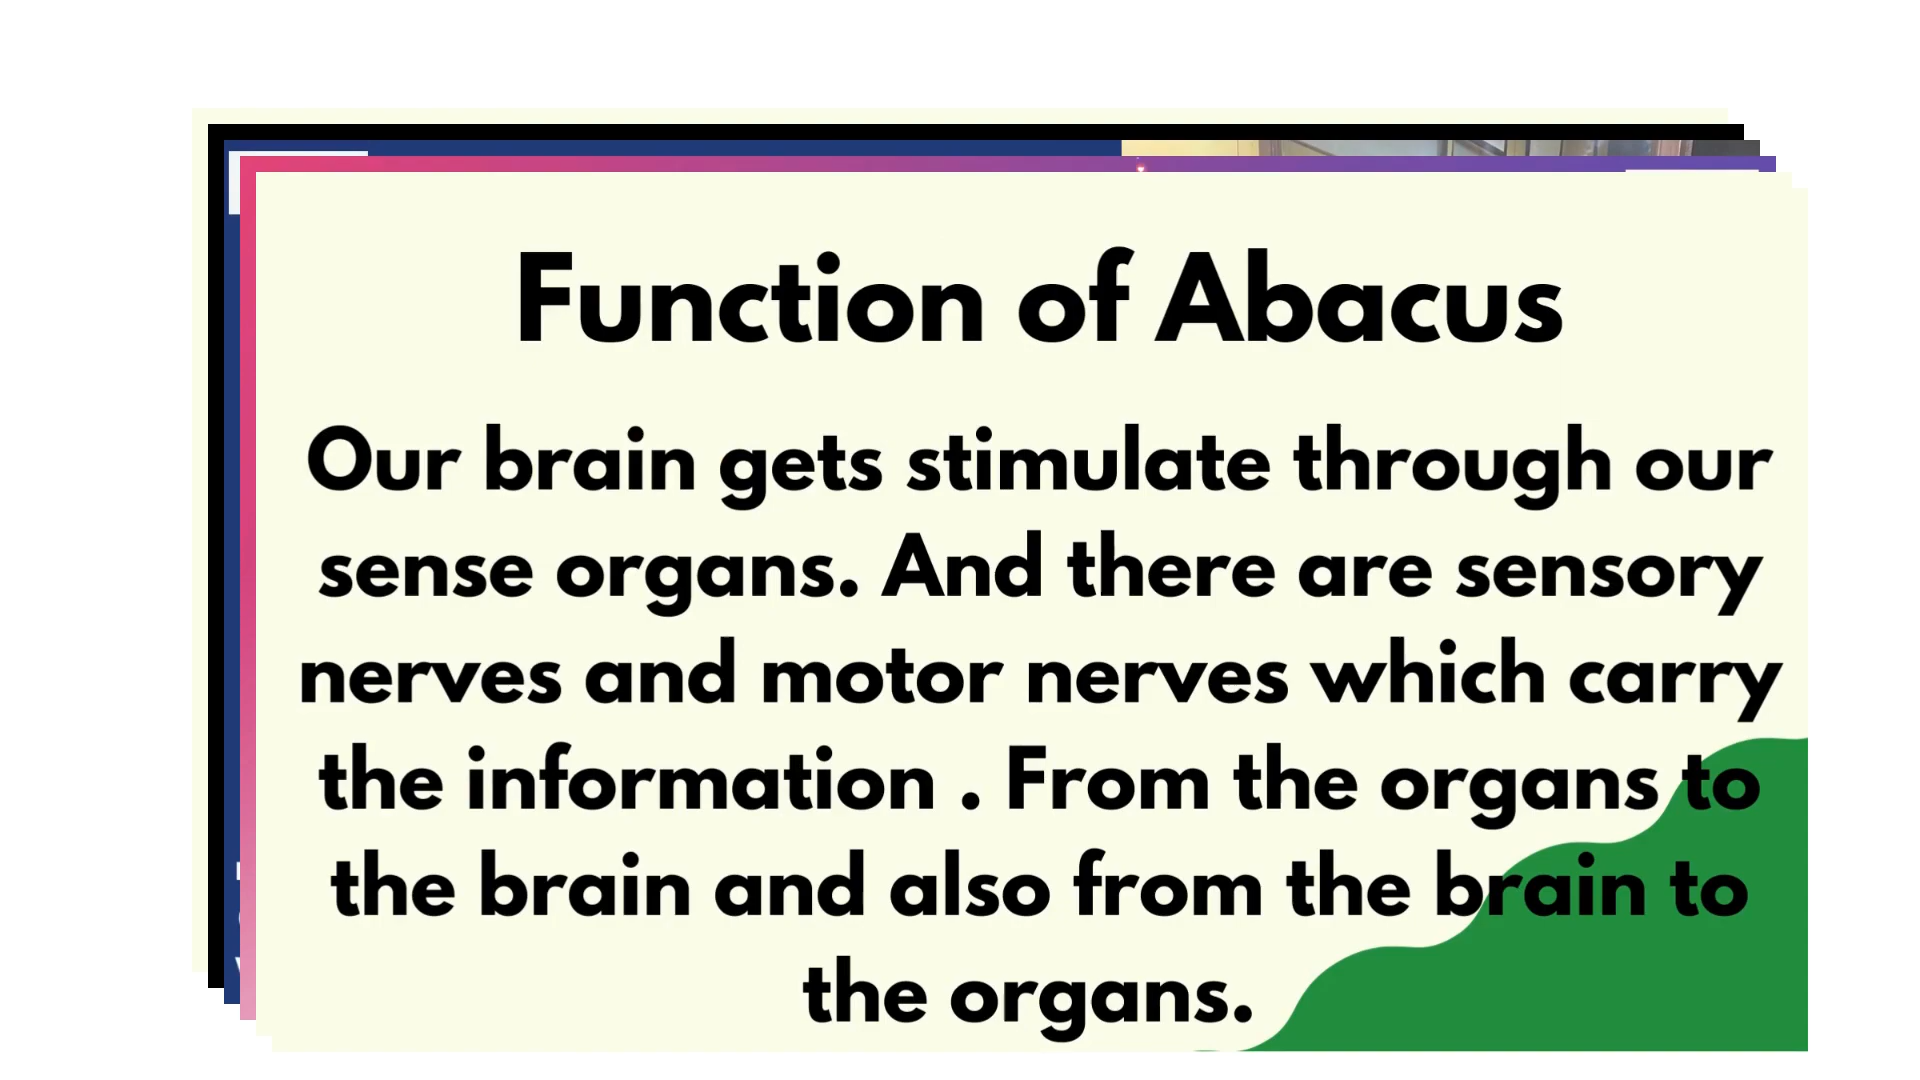 Function of Abacus
Our brain gets stimulate through our
sense organs. And there are sensory
nerves and motor nerves which carry
the information . From the organs to
the brain and also from the brain to
the organs.